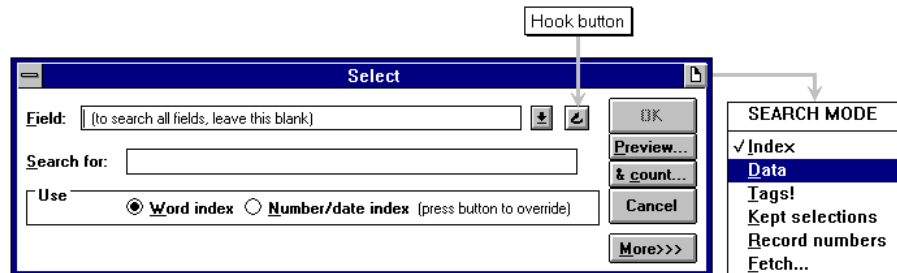 Hook button
Select
Field: (to search all fields, leave this blank)
OK
Preview...
Search for:
& count...
Use
Word index Number/date index (press button to override)
Cancel
More>>>
SEARCH MODE
√ Index
Data
Tags!
Kept selections
Record numbers
Fetch...